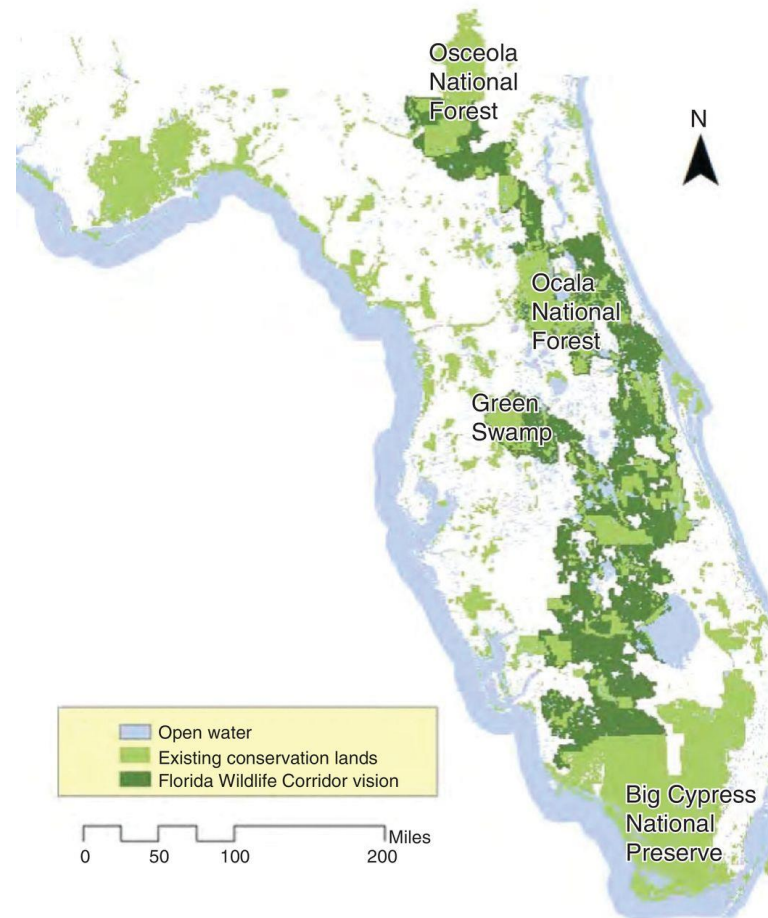 Osceola
National
Forest
N
Ocala
National
Forest
Green
Swamp
Open water
Existing conservation lands
Florida Wildlife Corridor vision
Big Cypress
National
Preserve
Miles
0 50 100 200